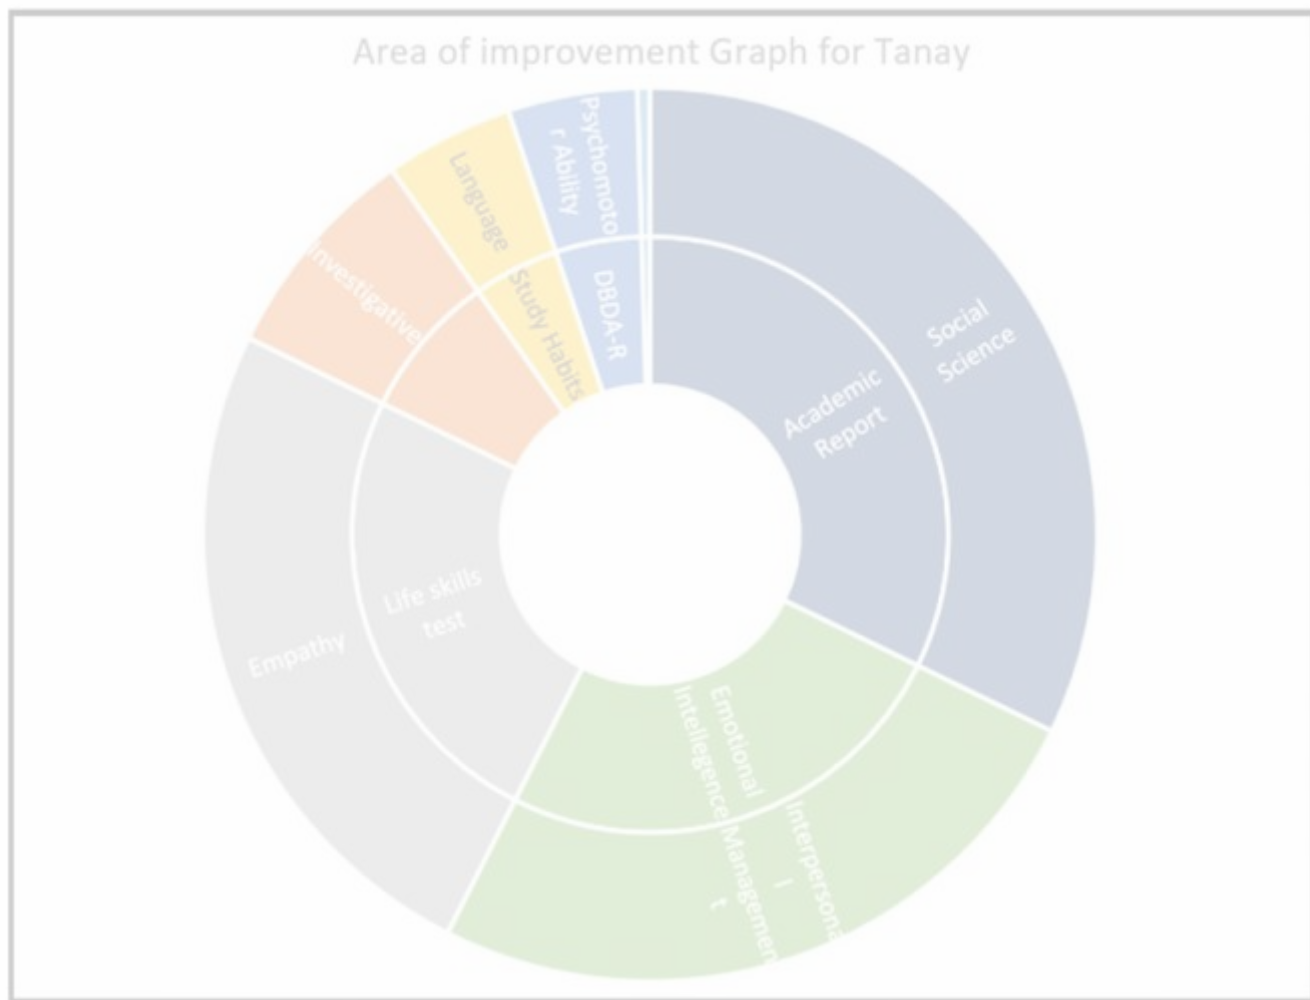 Area of improvement Graph for Tanay
Psychomoto
r Ability
Language
Investigative
DBDA-R
Study Habits
Social
Science
Academic
Report
Life skills
test
Empathy
Emotional
Intellegence
Interpersona
l
Managemen
t